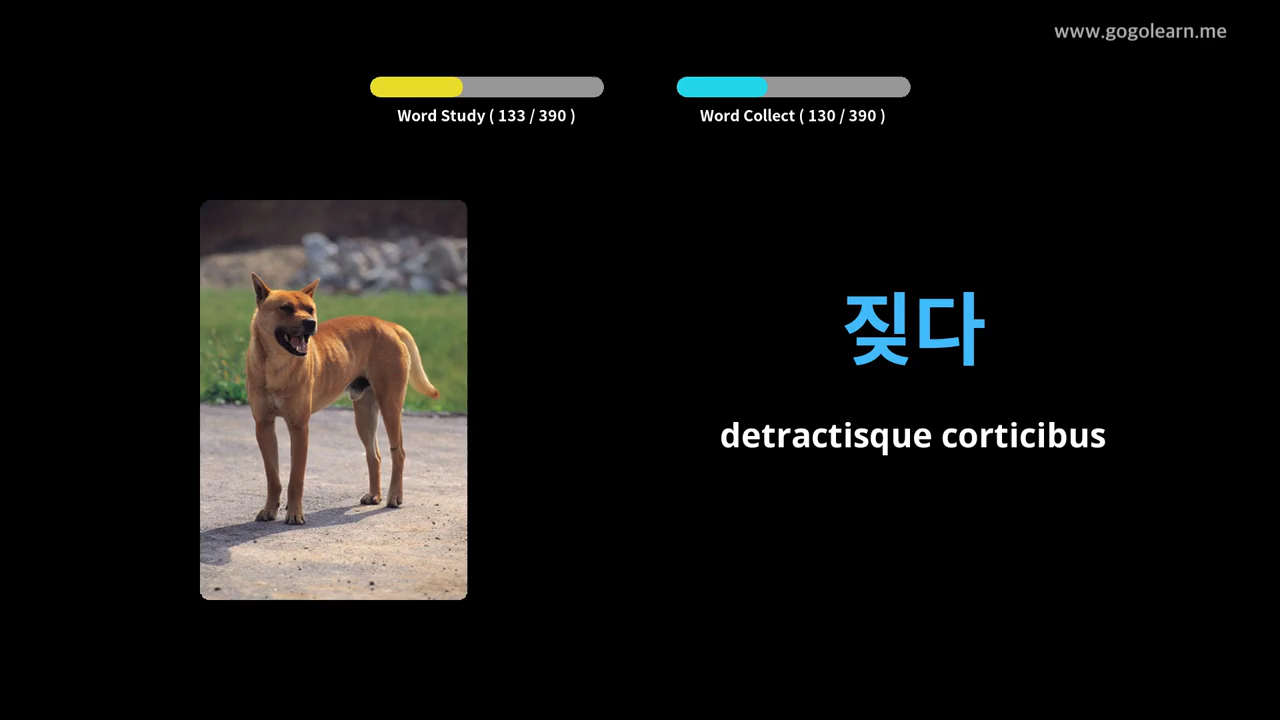 www.gogolearn.me
Word Study ( 133 / 390 )
Word Collect ( 130 / 390 )
짖다
detractisque corticibus